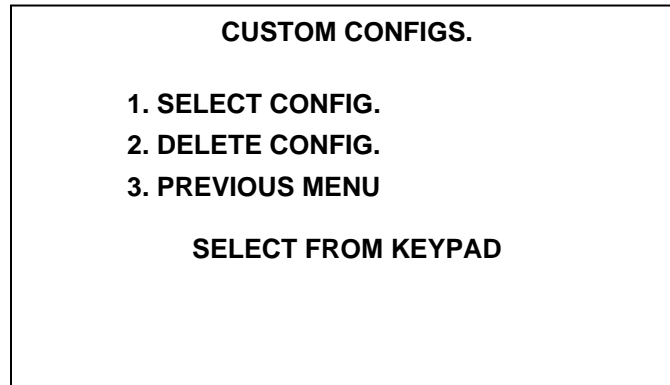 CUSTOM CONFIGS.
1. SELECT CONFIG.
2. DELETE CONFIG.
3. PREVIOUS MENU
SELECT FROM KEYPAD